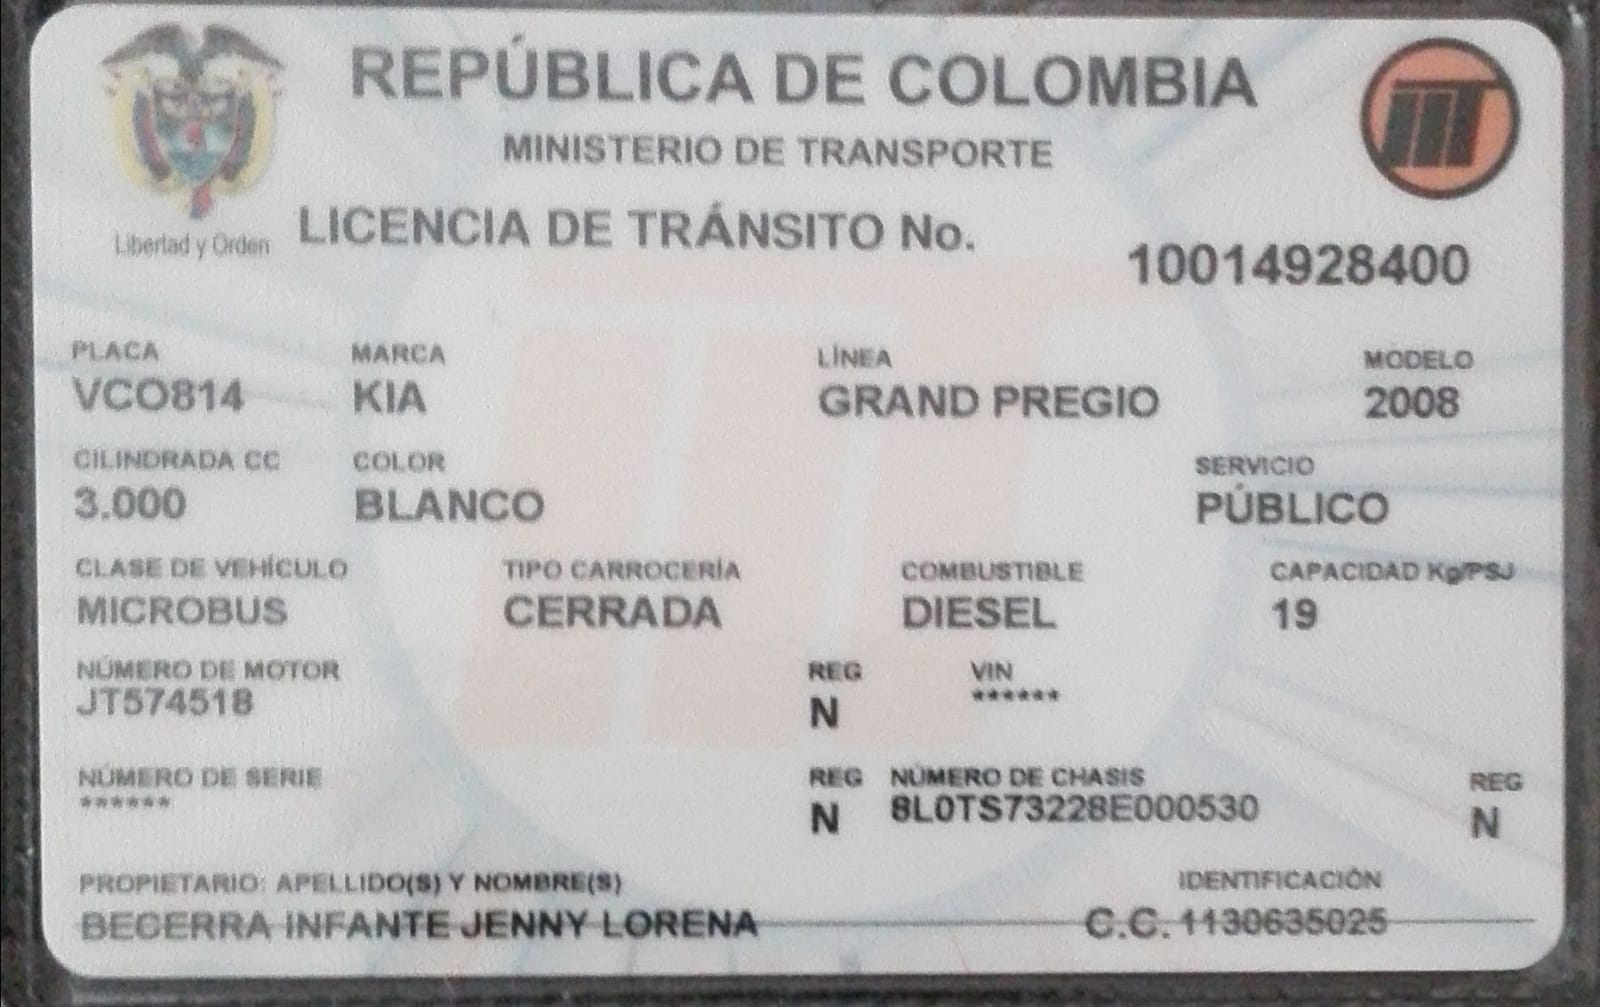 REPÚBLICA DE COLOMBIA
MINISTERIO DE TRANSPORTE
Libertad y Orden
LICENCIA DE TRÁNSITO No.
10014928400
PLACA MARCA LÍNEA MODELO
VCO814 KIA GRAND PREGIO 2008
CILINDRADA CC COLOR SERVICIO
3.000 BLANCO PÚBLICO
CLASE DE VEHÍCULO TIPO CARROCERÍA COMBUSTIBLE CAPACIDAD Kg/PSJ
MICROBUS CERRADA DIESEL 19
NÚMERO DE MOTOR REG VIN
JT574518 N ******
NÚMERO DE SERIE REG NÚMERO DE CHASIS REG
****** N 8L0TS73228E000530 N
PROPIETARIO: APELLIDO(S) Y NOMBRE(S) IDENTIFICACIÓN
BECERRA INFANTE JENNY LORENA C.C. 1130635025